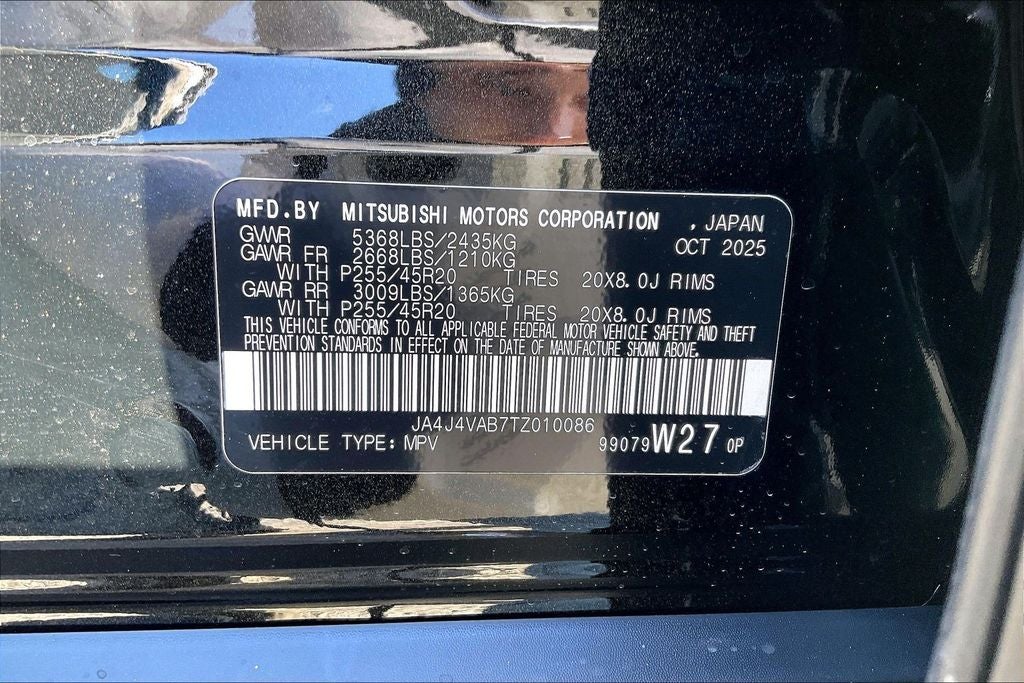 MFD.BY MITSUBISHI MOTORS CORPORATION , JAPAN
GVWR 5368LBS/2435KG OCT 2025
GAWR FR 2668LBS/1210KG
WITH P255/45R20 TIRES 20X8.0J RIMS
GAWR RR 3009LBS/1365KG
WITH P255/45R20 TIRES 20X8.0J RIMS
THIS VEHICLE CONFORMS TO ALL APPLICABLE FEDERAL MOTOR VEHICLE SAFETY AND THEFT
PREVENTION STANDARDS IN EFFECT ON THE DATE OF MANUFACTURE SHOWN ABOVE.
JA4J4VAB7TZ010086
VEHICLE TYPE: MPV 99079W27 0P